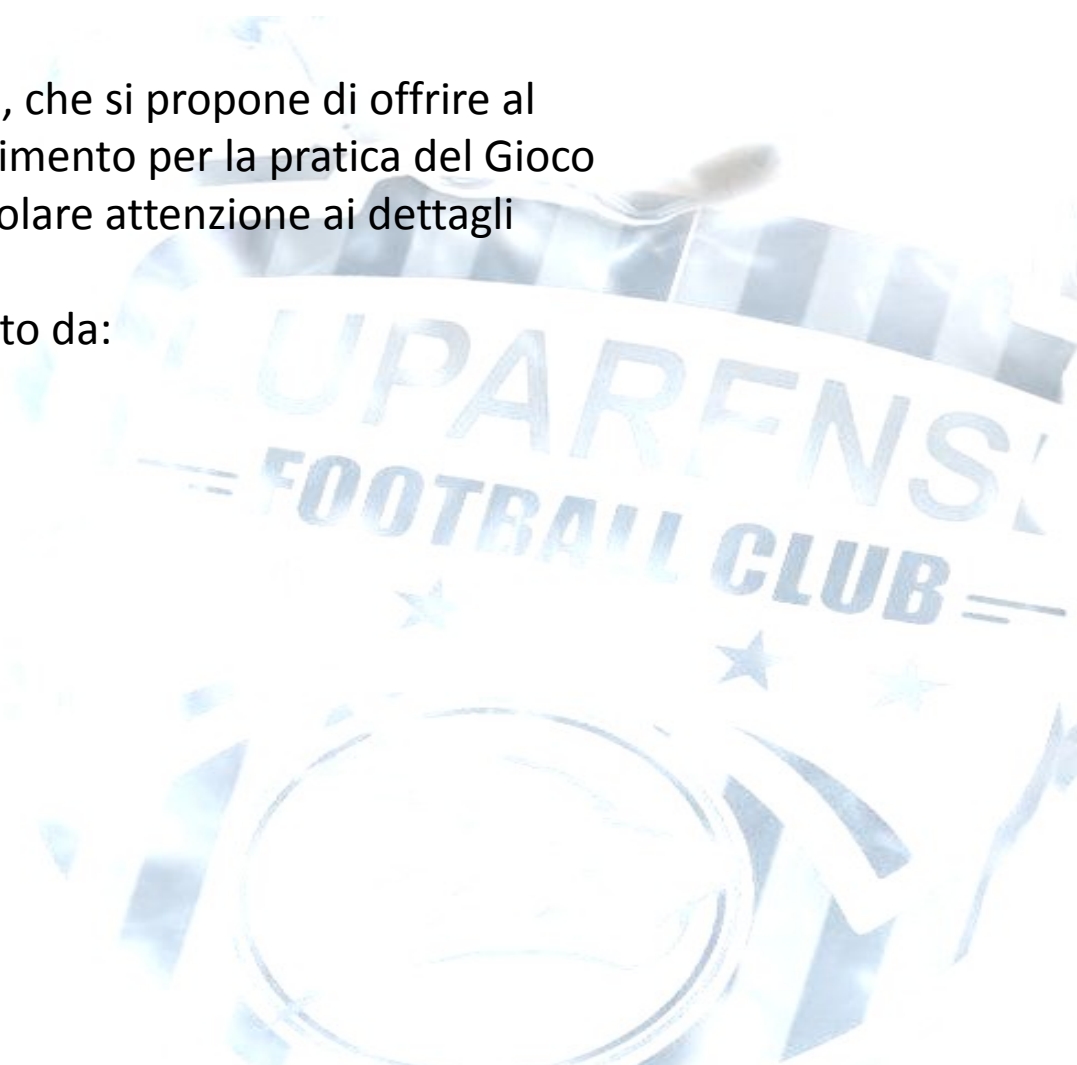 , che si propone di offrire al
imento per la pratica del Gioco
olare attenzione ai dettagli
to da:
UPARENS
FOOTBALL CLUB